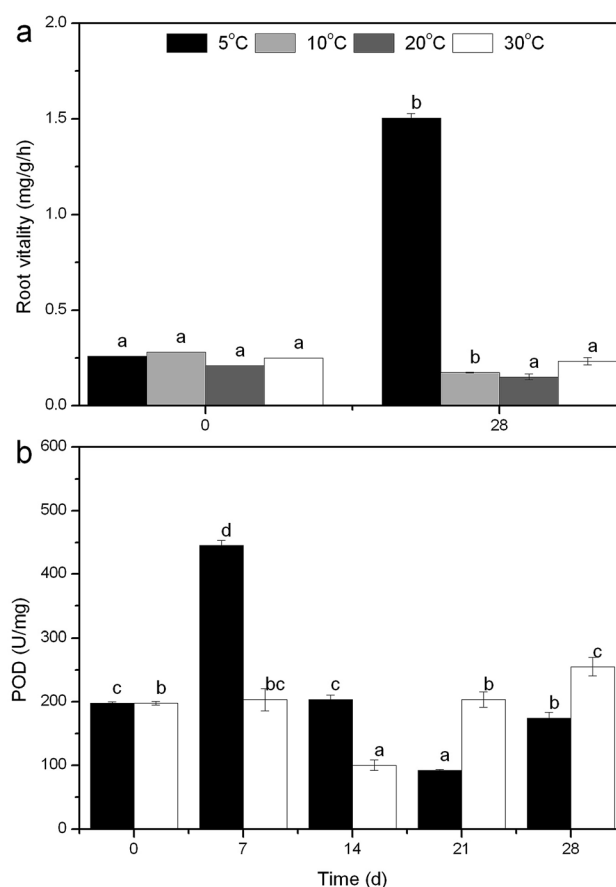 a
5°C 10°C 20°C 30°C
2.0
1.5
1.0
0.5
0.0
Root vitality (mg/g/h)
a a a a
b b a a
0 28
b
600
500
400
300
200
100
0
POD (U/mg)
c b d bc c a a b b c
0 7 14 21 28
Time (d)